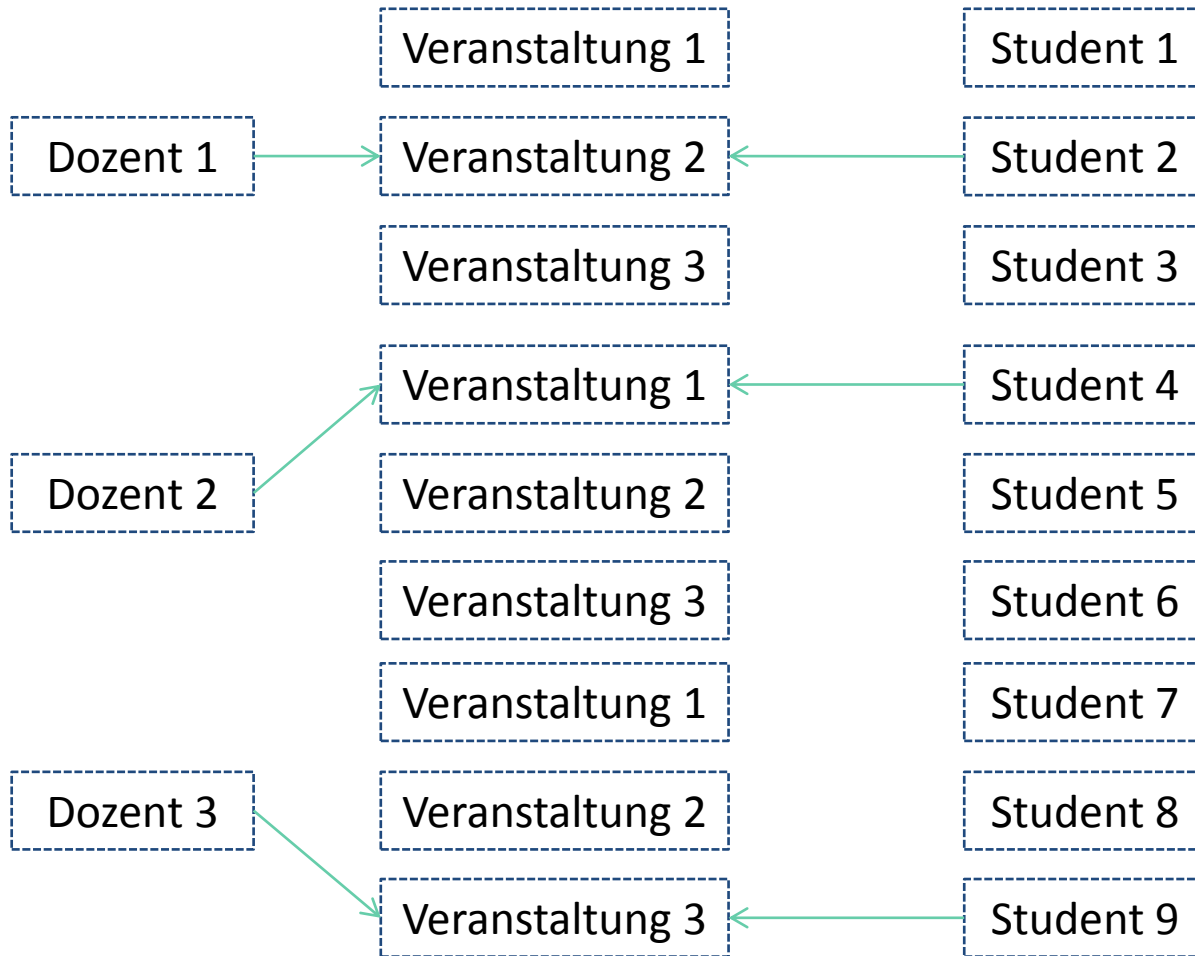 Veranstaltung 1
Student 1
Dozent 1
Veranstaltung 2
Student 2
Veranstaltung 3
Student 3
Veranstaltung 1
Student 4
Dozent 2
Veranstaltung 2
Student 5
Veranstaltung 3
Student 6
Veranstaltung 1
Student 7
Dozent 3
Veranstaltung 2
Student 8
Veranstaltung 3
Student 9